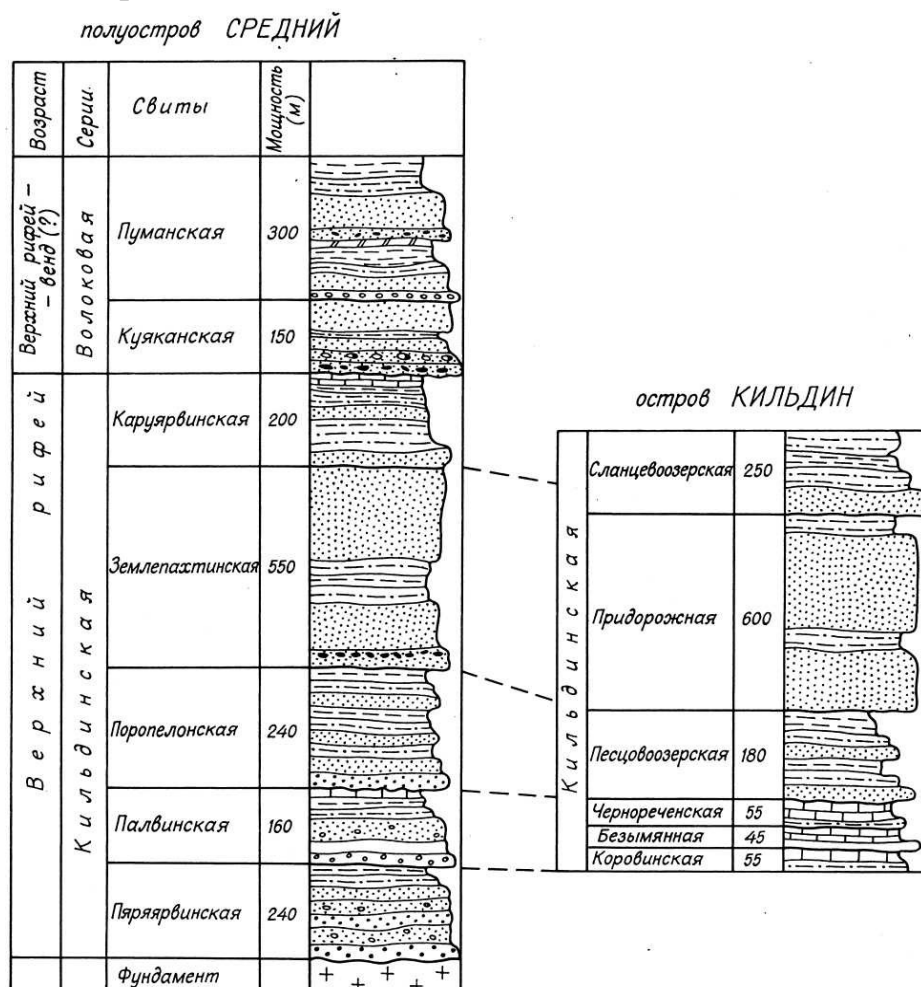 полуостров СРЕДНИЙ
Возраст
Серии
Свиты
Мощность
(м)
Верхний рифей –
– венд (?)
Волоковая
Пуманская 300
Куяканская 150
Верхний рифей
Кильдинская
Каруярвинская 200
Землепахтинская 550
Поропелонская 240
Палвинская 160
Пяряярвинская 240
Фундамент
остров КИЛЬДИН
Кильдинская
Сланцевоозерская 250
Придорожная 600
Песцовоозерская 180
Чернореченская 55
Безымянная 45
Коровинская 55